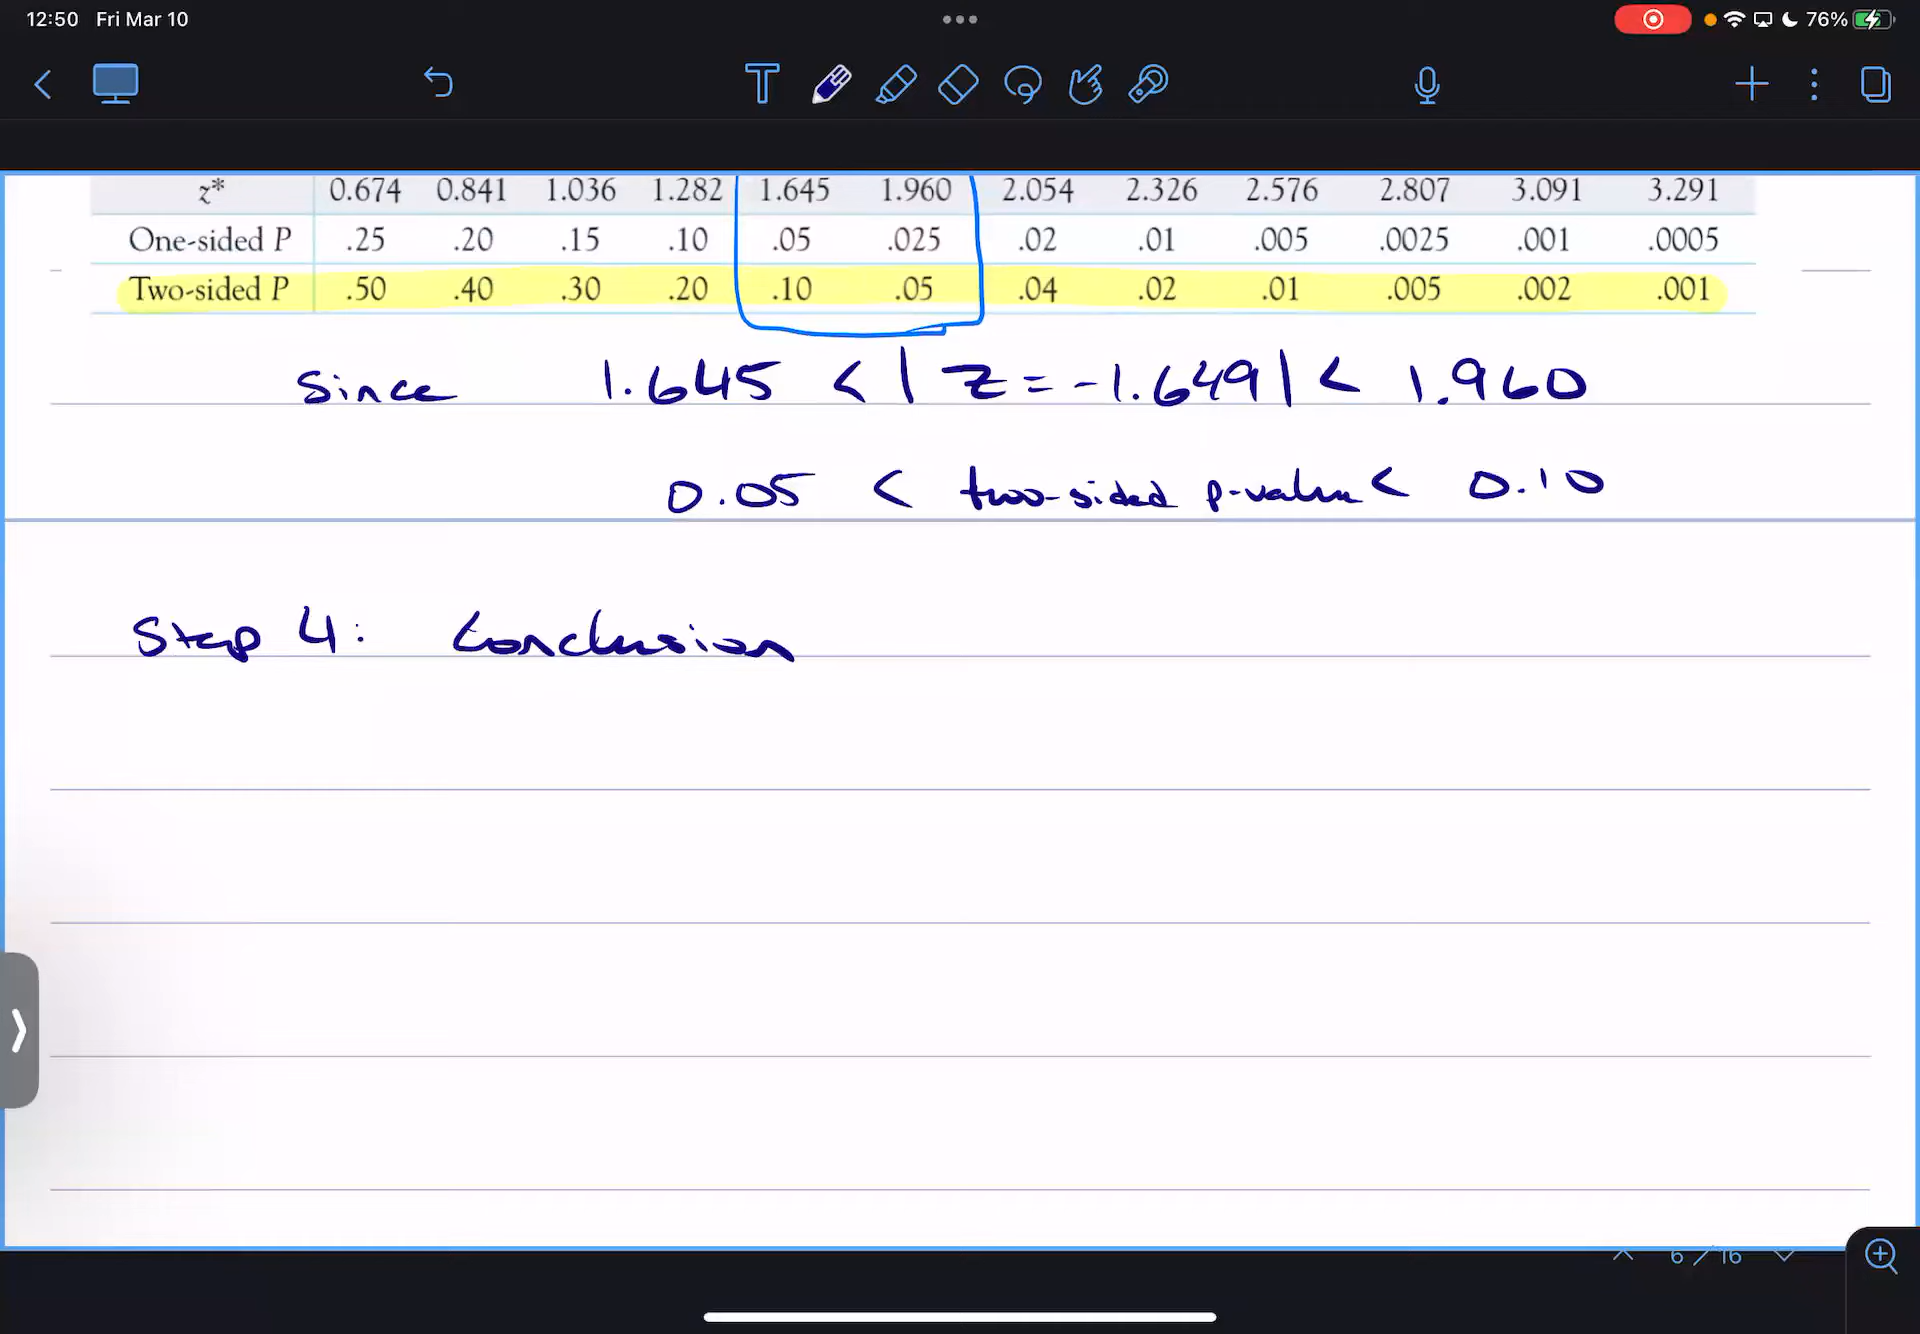 12:50 Fri Mar 10
76%
z* 0.674 0.841 1.036 1.282 1.645 1.960 2.054 2.326 2.576 2.807 3.091 3.291
One-sided P .25 .20 .15 .10 .05 .025 .02 .01 .005 .0025 .001 .0005
Two-sided P .50 .40 .30 .20 .10 .05 .04 .02 .01 .005 .002 .001
Since 1.645 < | z = -1.649 | < 1.960
0.05 < two-sided p-value < 0.10
Step 4: Conclusion
6 / 16